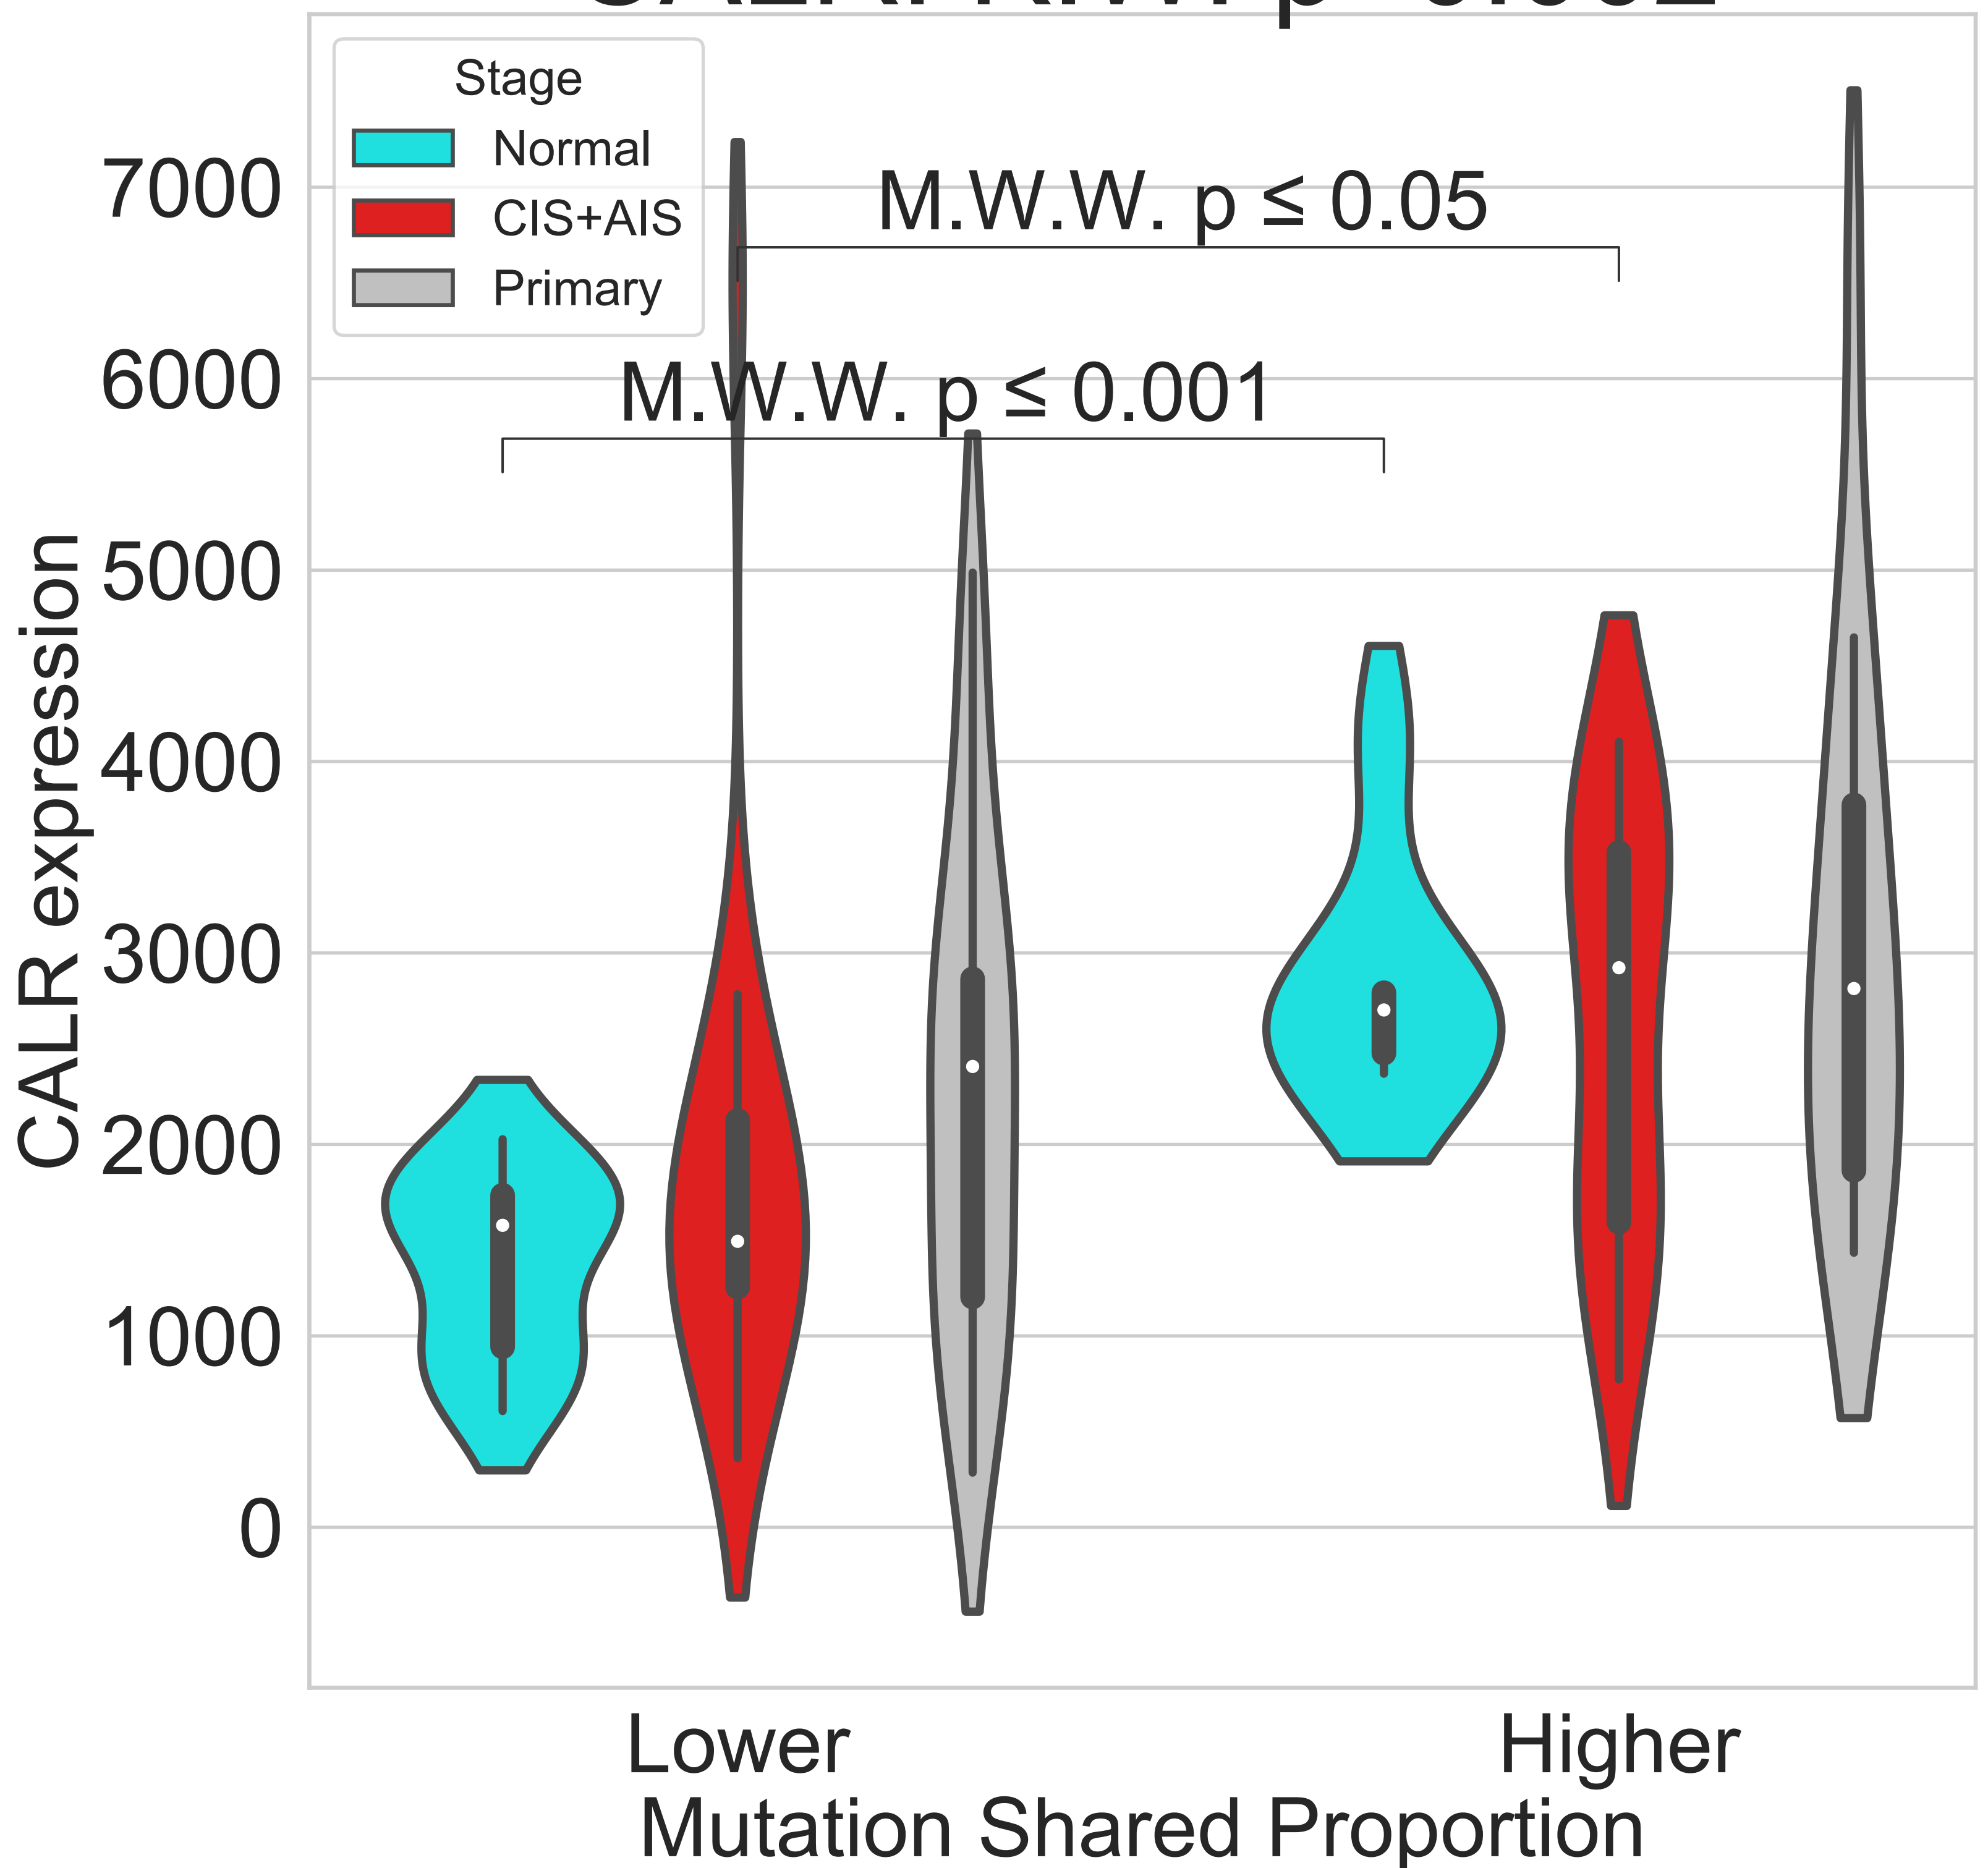 Stage
Normal
CIS+AIS
Primary
M.W.W. p ≤ 0.05
M.W.W. p ≤ 0.001
CALR expression
7000
6000
5000
4000
3000
2000
1000
0
Lower
Higher
Mutation Shared Proportion